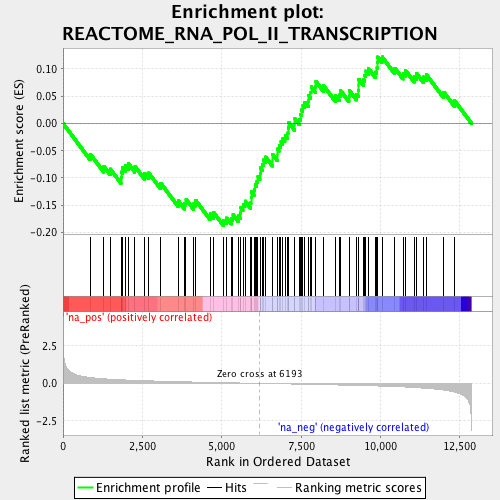 Enrichment plot:
REACTOME_RNA_POL_II_TRANSCRIPTION
Enrichment score (ES)
0.10
0.05
0.00
-0.05
-0.10
-0.15
-0.20
'na_pos' (positively correlated)
Ranked list metric (PreRanked)
2.5
0.0
-2.5
Zero cross at 6193
'na_neg' (negatively correlated)
0
2,500
5,000
7,500
10,000
12,500
Rank in Ordered Dataset
Enrichment profile
Hits
Ranking metric scores